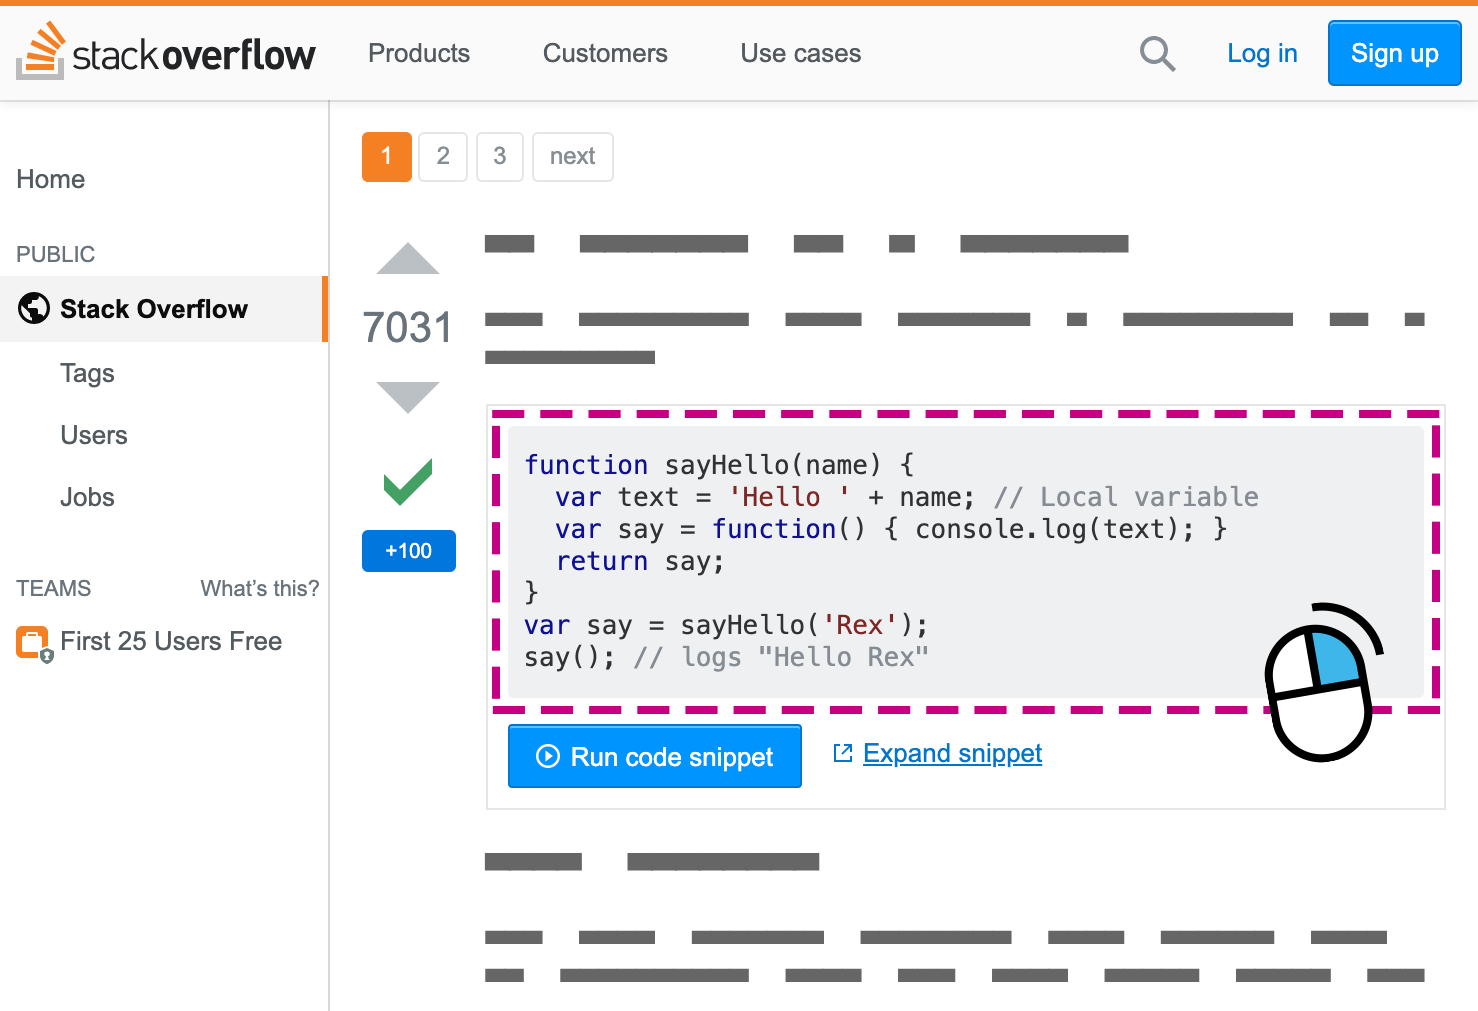 stackoverflow Products Customers Use cases Log in Sign up
Home
PUBLIC
Stack Overflow
Tags
Users
Jobs
TEAMS What's this?
First 25 Users Free
1 2 3 next
7031
+100
function sayHello(name) {
  var text = 'Hello ' + name; // Local variable
  var say = function() { console.log(text); }
  return say;
}
var say = sayHello('Rex');
say(); // logs "Hello Rex"
Run code snippet Expand snippet